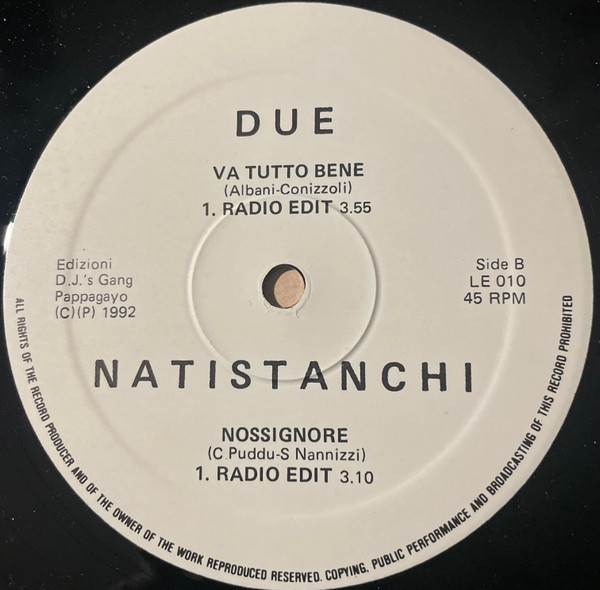 DUE
VA TUTTO BENE
(Albani-Conizzoli)
1. RADIO EDIT 3.55
Edizioni
D.J.'s Gang
Pappagayo
(C)(P) 1992
Side B
LE 010
45 RPM
NATISTANCHI
NOSSIGNORE
(C.Puddu-S Nannizzi)
1. RADIO EDIT 3.10
ALL RIGHTS OF THE RECORD PRODUCER AND OF THE OWNER OF THE WORK REPRODUCED RESERVED. COPYING, PUBLIC PERFORMANCE AND BROADCASTING OF THIS RECORD PROHIBITED